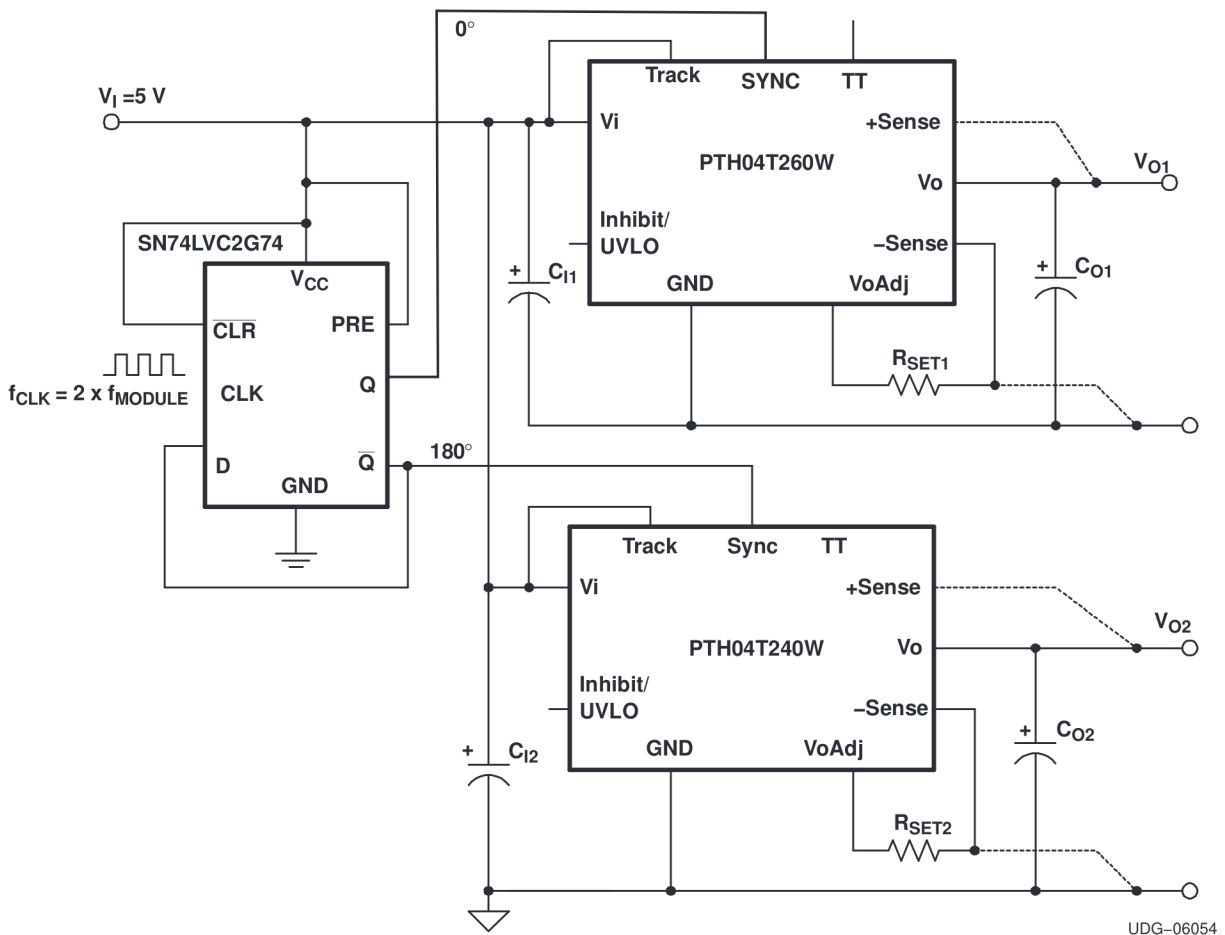 0°
Track
SYNC
TT
V_I =5 V
Vi
+Sense
PTH04T260W
V_O1
Vo
Inhibit/
UVLO
−Sense
SN74LVC2G74
V_CC
+
C_I1
+
C_O1
GND
VoAdj
C̅L̅R̅
PRE
R_SET1
f_CLK = 2 x f_MODULE
CLK
Q
180°
D
Q̅
GND
Track
Sync
TT
Vi
+Sense
V_O2
PTH04T240W
Vo
Inhibit/
UVLO
−Sense
+
C_I2
GND
VoAdj
+
C_O2
R_SET2
UDG−06054